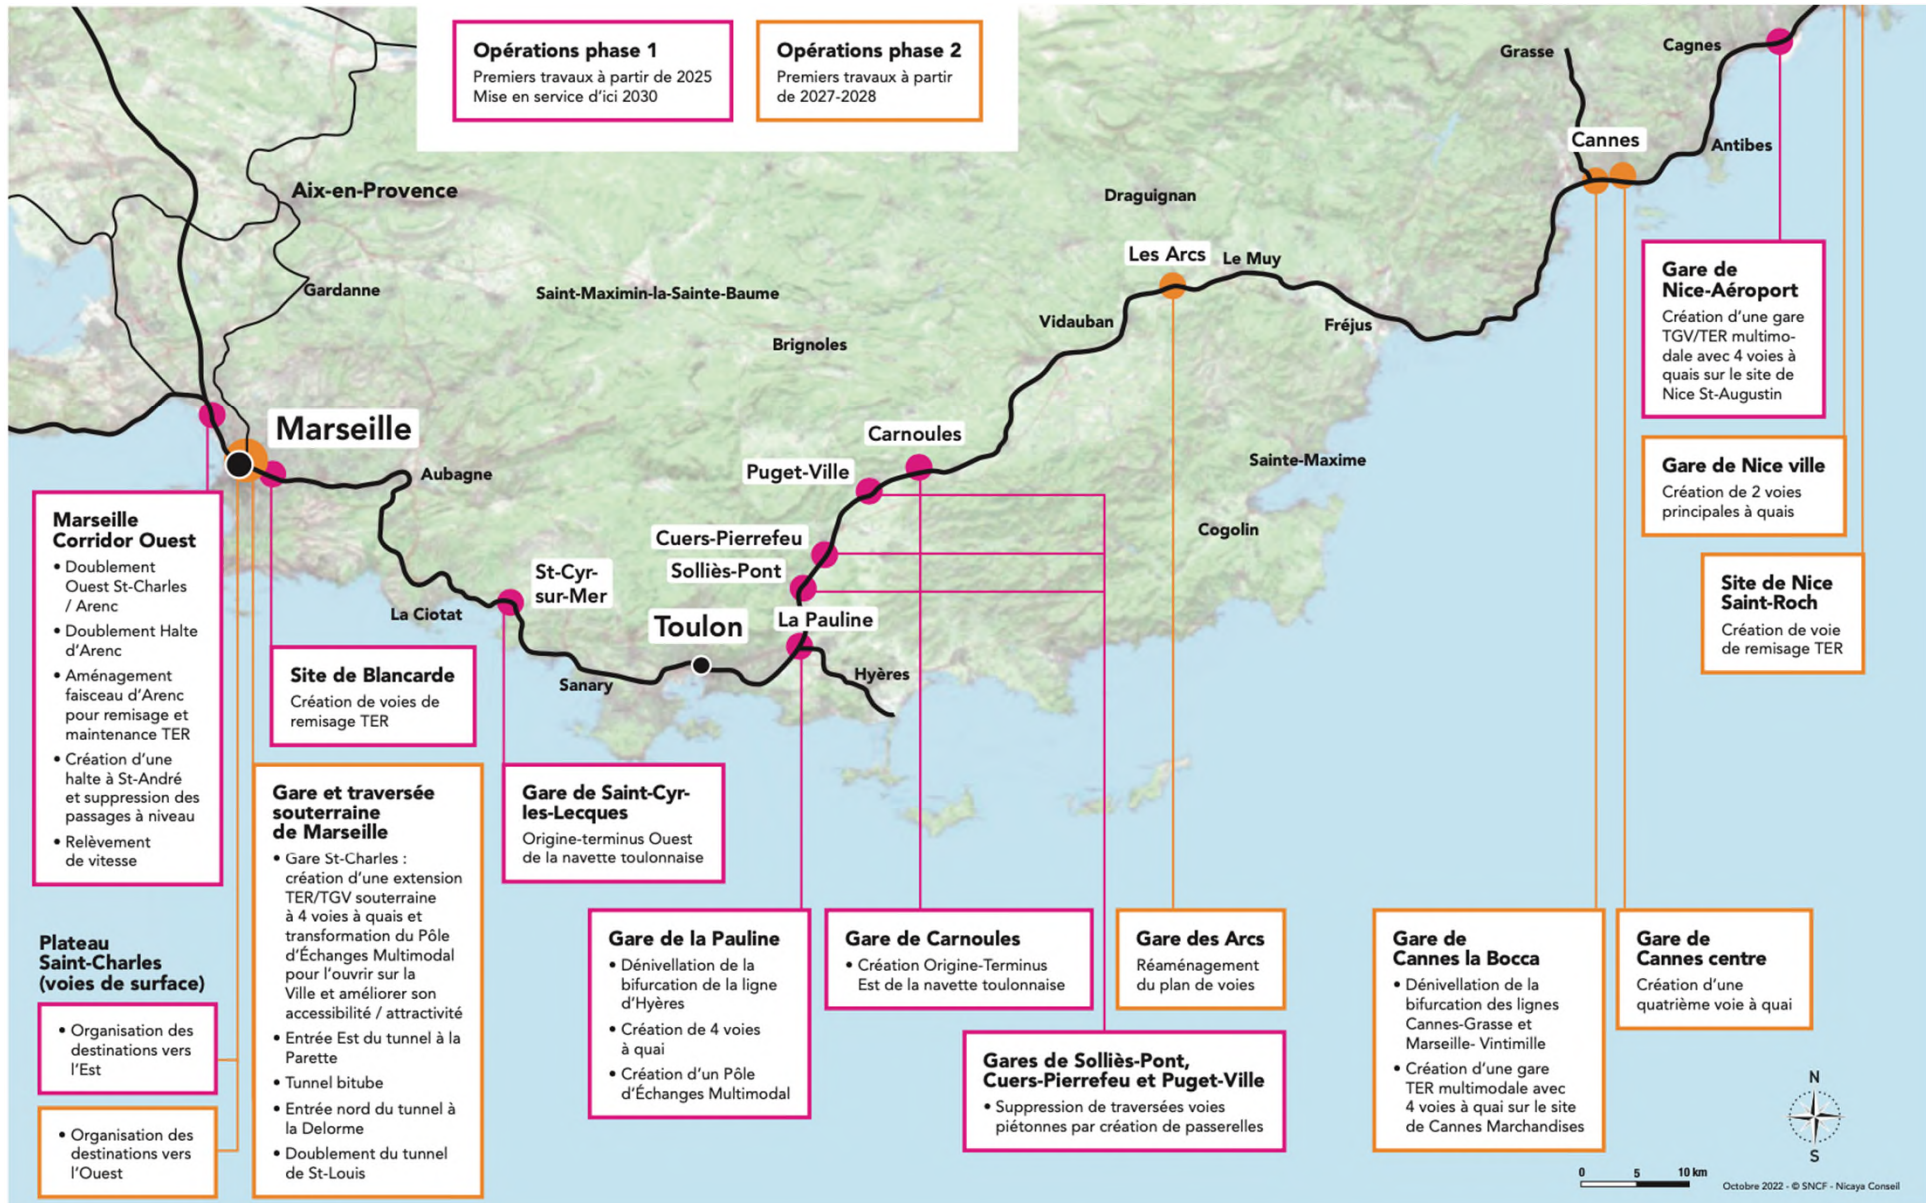 Opérations phase 1
Premiers travaux à partir de 2025
Mise en service d'ici 2030
Opérations phase 2
Premiers travaux à partir
de 2027-2028
Grasse
Cagnes
Cannes
Antibes
Aix-en-Provence
Draguignan
Les Arcs
Le Muy
Gardanne
Saint-Maximin-la-Sainte-Baume
Vidauban
Fréjus
Brignoles
Marseille
Carnoules
Aubagne
Puget-Ville
Sainte-Maxime
Cuers-Pierrefeu
Cogolin
Solliès-Pont
St-Cyr-
sur-Mer
La Ciotat
Toulon
La Pauline
Sanary
Hyères
Gare de
Nice-Aéroport
Création d'une gare
TGV/TER multimo-
dale avec 4 voies à
quais sur le site de
Nice St-Augustin
Gare de Nice ville
Création de 2 voies
principales à quais
Site de Nice
Saint-Roch
Création de voie
de remisage TER
Marseille
Corridor Ouest
• Doublement
Ouest St-Charles
/ Arenc
• Doublement Halte
d'Arenc
• Aménagement
faisceau d'Arenc
pour remisage et
maintenance TER
• Création d'une
halte à St-André
et suppression des
passages à niveau
• Relèvement
de vitesse
Site de Blancarde
Création de voies de
remisage TER
Gare et traversée
souterraine
de Marseille
• Gare St-Charles :
création d'une extension
TER/TGV souterraine
à 4 voies à quais et
transformation du Pôle
d'Échanges Multimodal
pour l'ouvrir sur la
Ville et améliorer son
accessibilité / attractivité
• Entrée Est du tunnel à la
Parette
• Tunnel bitube
• Entrée nord du tunnel à
la Delorme
• Doublement du tunnel
de St-Louis
Gare de Saint-Cyr-
les-Lecques
Origine-terminus Ouest
de la navette toulonnaise
Plateau
Saint-Charles
(voies de surface)
• Organisation des
destinations vers
l'Est
• Organisation des
destinations vers
l'Ouest
Gare de la Pauline
• Dénivellation de la
bifurcation de la ligne
d'Hyères
• Création de 4 voies
à quai
• Création d'un Pôle
d'Échanges Multimodal
Gare de Carnoules
• Création Origine-Terminus
Est de la navette toulonnaise
Gares de Solliès-Pont,
Cuers-Pierrefeu et Puget-Ville
• Suppression de traversées voies
piétonnes par création de passerelles
Gare des Arcs
Réaménagement
du plan de voies
Gare de
Cannes la Bocca
• Dénivellation de la
bifurcation des lignes
Cannes-Grasse et
Marseille- Vintimille
• Création d'une gare
TER multimodale avec
4 voies à quai sur le site
de Cannes Marchandises
Gare de
Cannes centre
Création d'une
quatrième voie à quai
N
S
0 5 10 km
Octobre 2022 - © SNCF - Nicaya Conseil